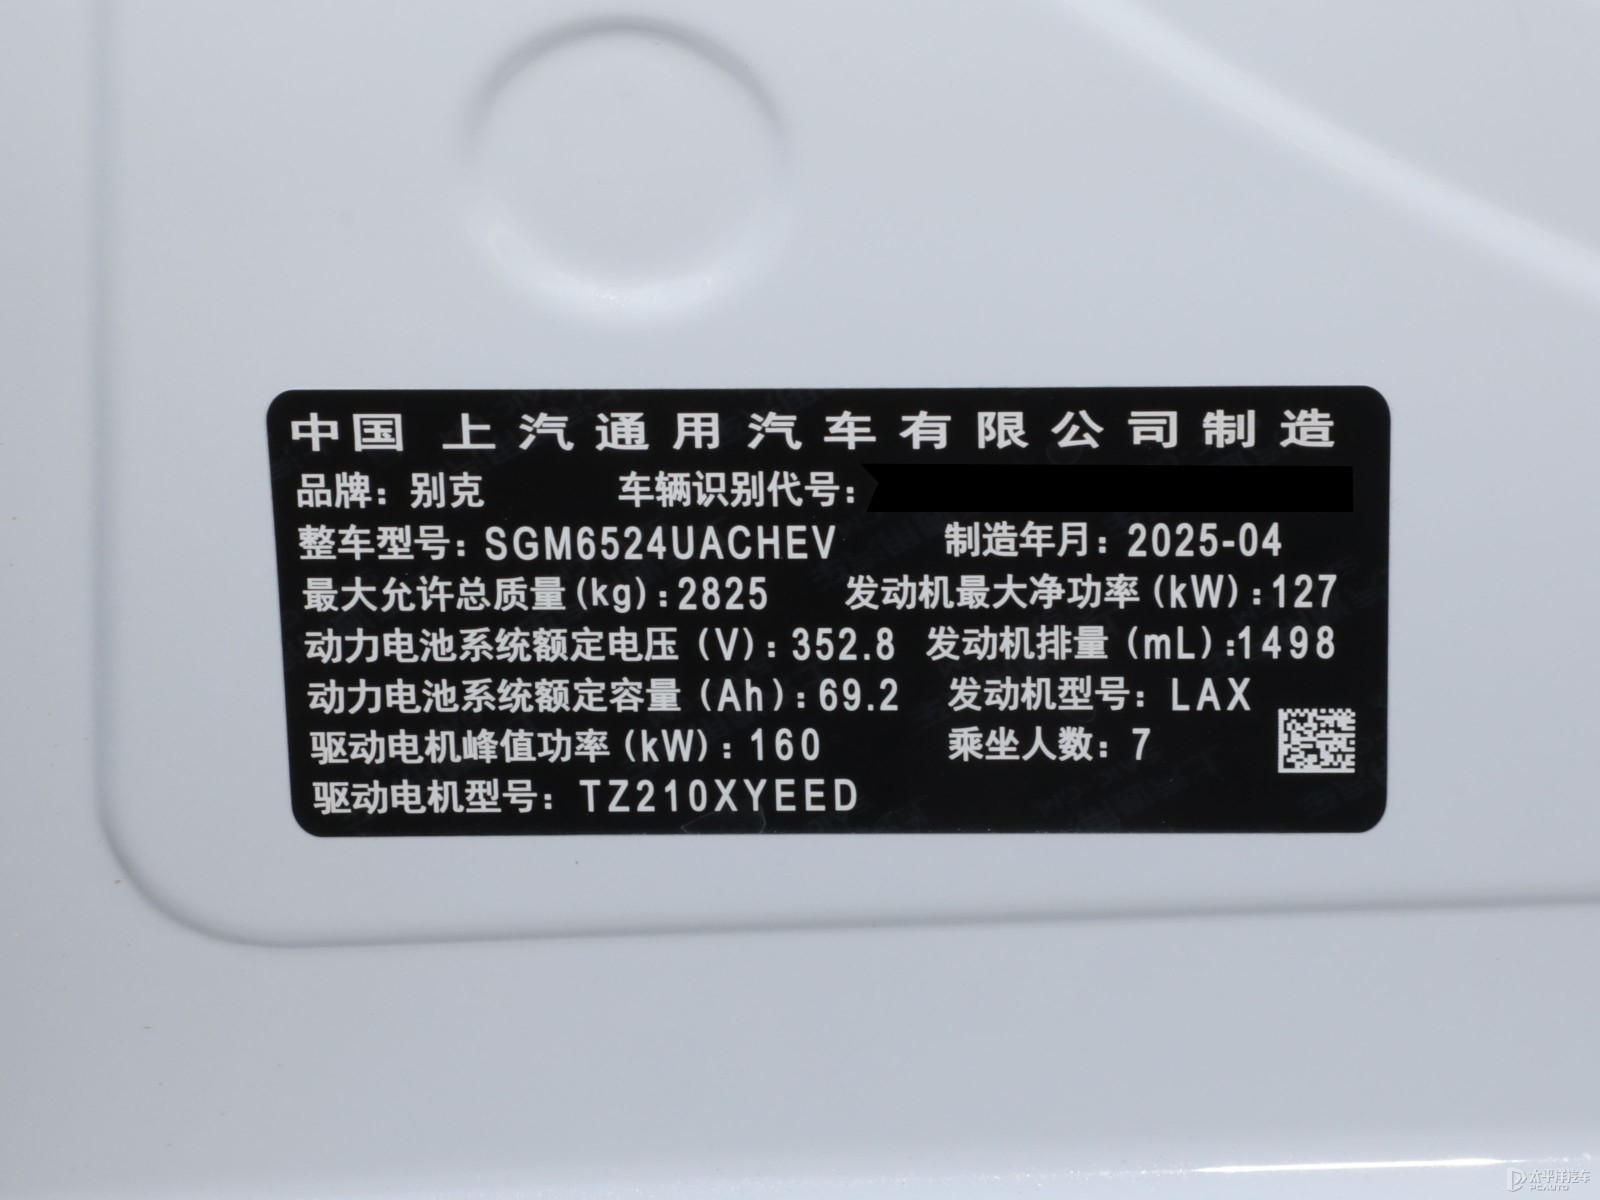 中国 上汽通用汽车有限公司制造
品牌：别克 车辆识别代号：
整车型号：SGM6524UACHEV 制造年月：2025-04
最大允许总质量(kg)：2825 发动机最大净功率(kW)：127
动力电池系统额定电压(V)：352.8 发动机排量(mL)：1498
动力电池系统额定容量(Ah)：69.2 发动机型号：LAX
驱动电机峰值功率(kW)：160 乘坐人数：7
驱动电机型号：TZ210XYEED
太平洋汽车
PCAUTO